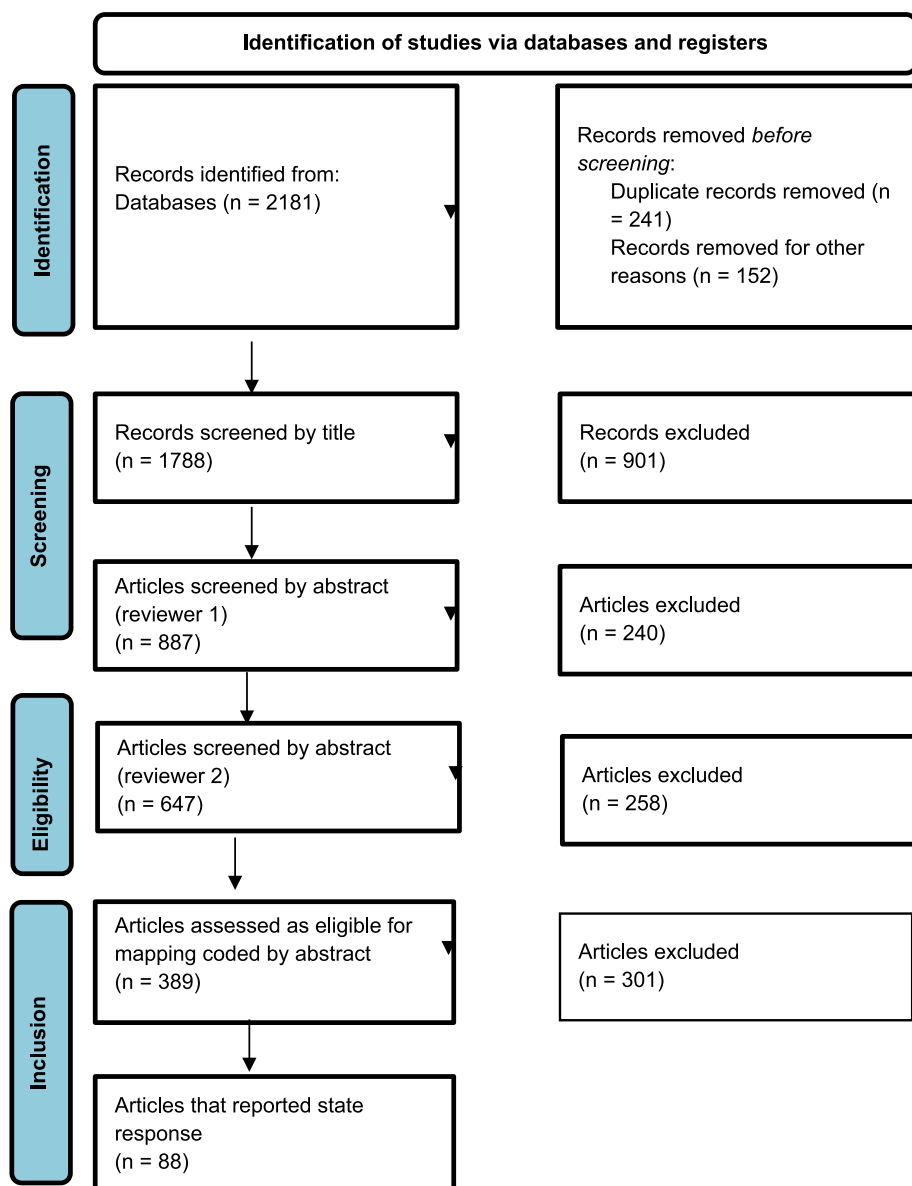 Identification of studies via databases and registers
Identification
Records identified from:
Databases (n = 2181)
Records removed before
screening:
Duplicate records removed (n
= 241)
Records removed for other
reasons (n = 152)
Screening
Records screened by title
(n = 1788)
Records excluded
(n = 901)
Articles screened by abstract
(reviewer 1)
(n = 887)
Articles excluded
(n = 240)
Eligibility
Articles screened by abstract
(reviewer 2)
(n = 647)
Articles excluded
(n = 258)
Inclusion
Articles assessed as eligible for
mapping coded by abstract
(n = 389)
Articles excluded
(n = 301)
Articles that reported state
response
(n = 88)